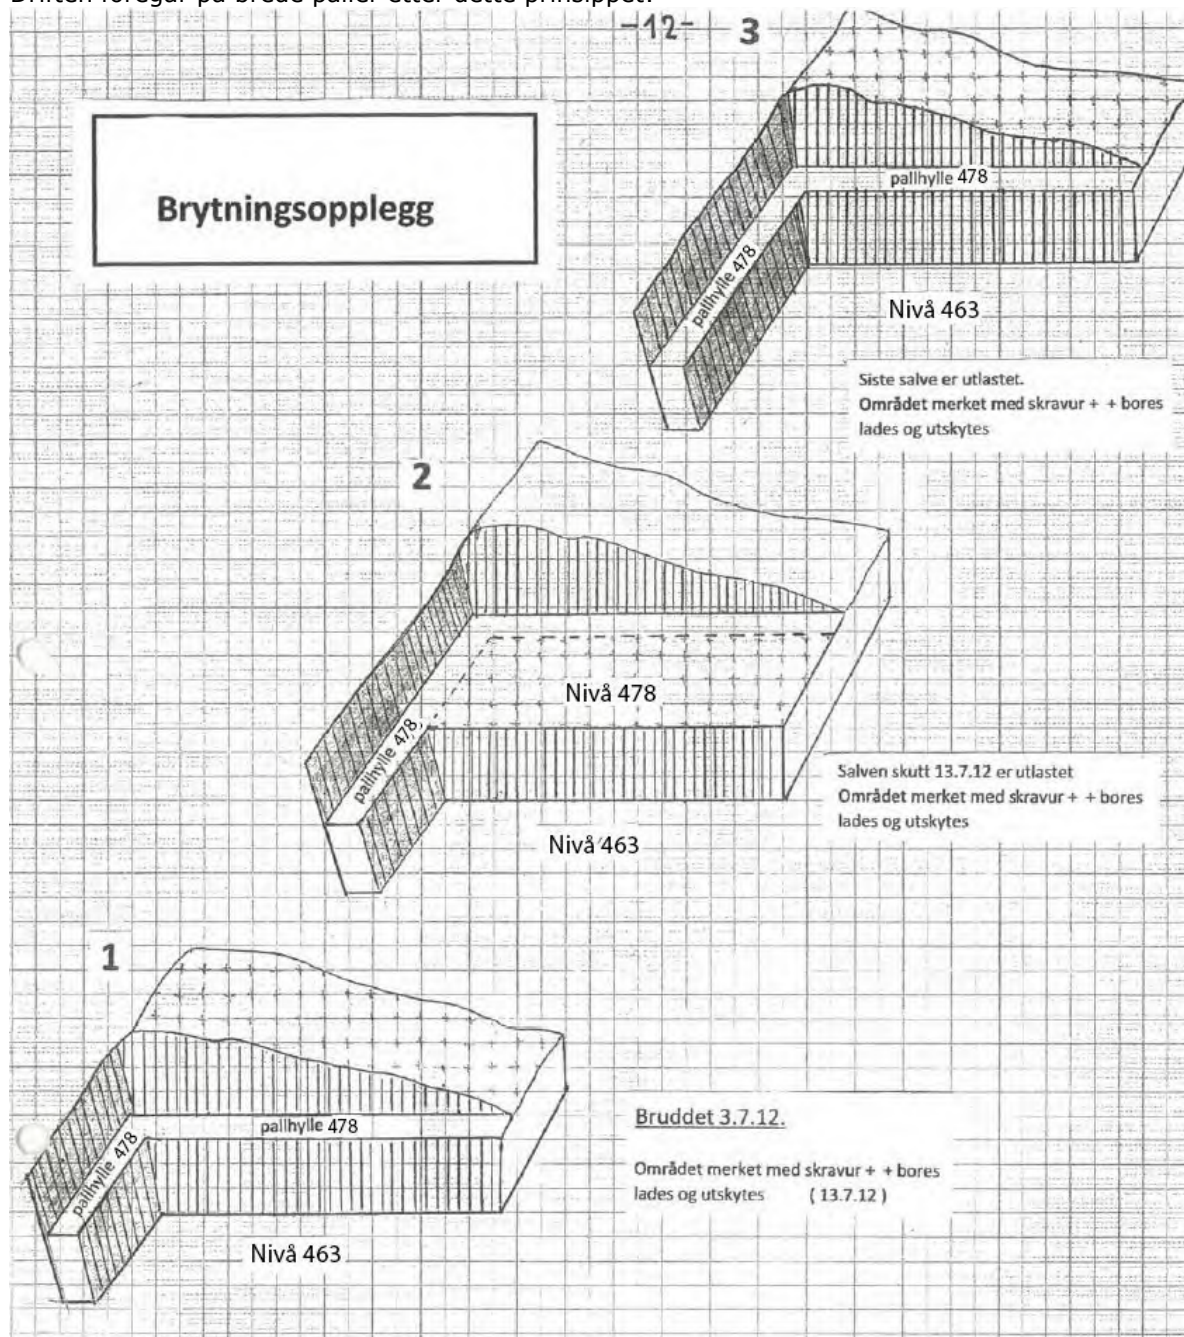 Driften foregår på brede paller etter dette prinsippet:
-12-
3
Brytningsopplegg
pallhylle 478
pallhylle 478
Nivå 463
Siste salve er utlastet.
Området merket med skravur + + bores
lades og utskytes
2
Nivå 478
pallhylle 478
Salven skutt 13.7.12 er utlastet
Området merket med skravur + + bores
lades og utskytes
Nivå 463
1
pallhylle 478
pallhylle 478
Bruddet 3.7.12.
Området merket med skravur + + bores
lades og utskytes ( 13.7.12 )
Nivå 463